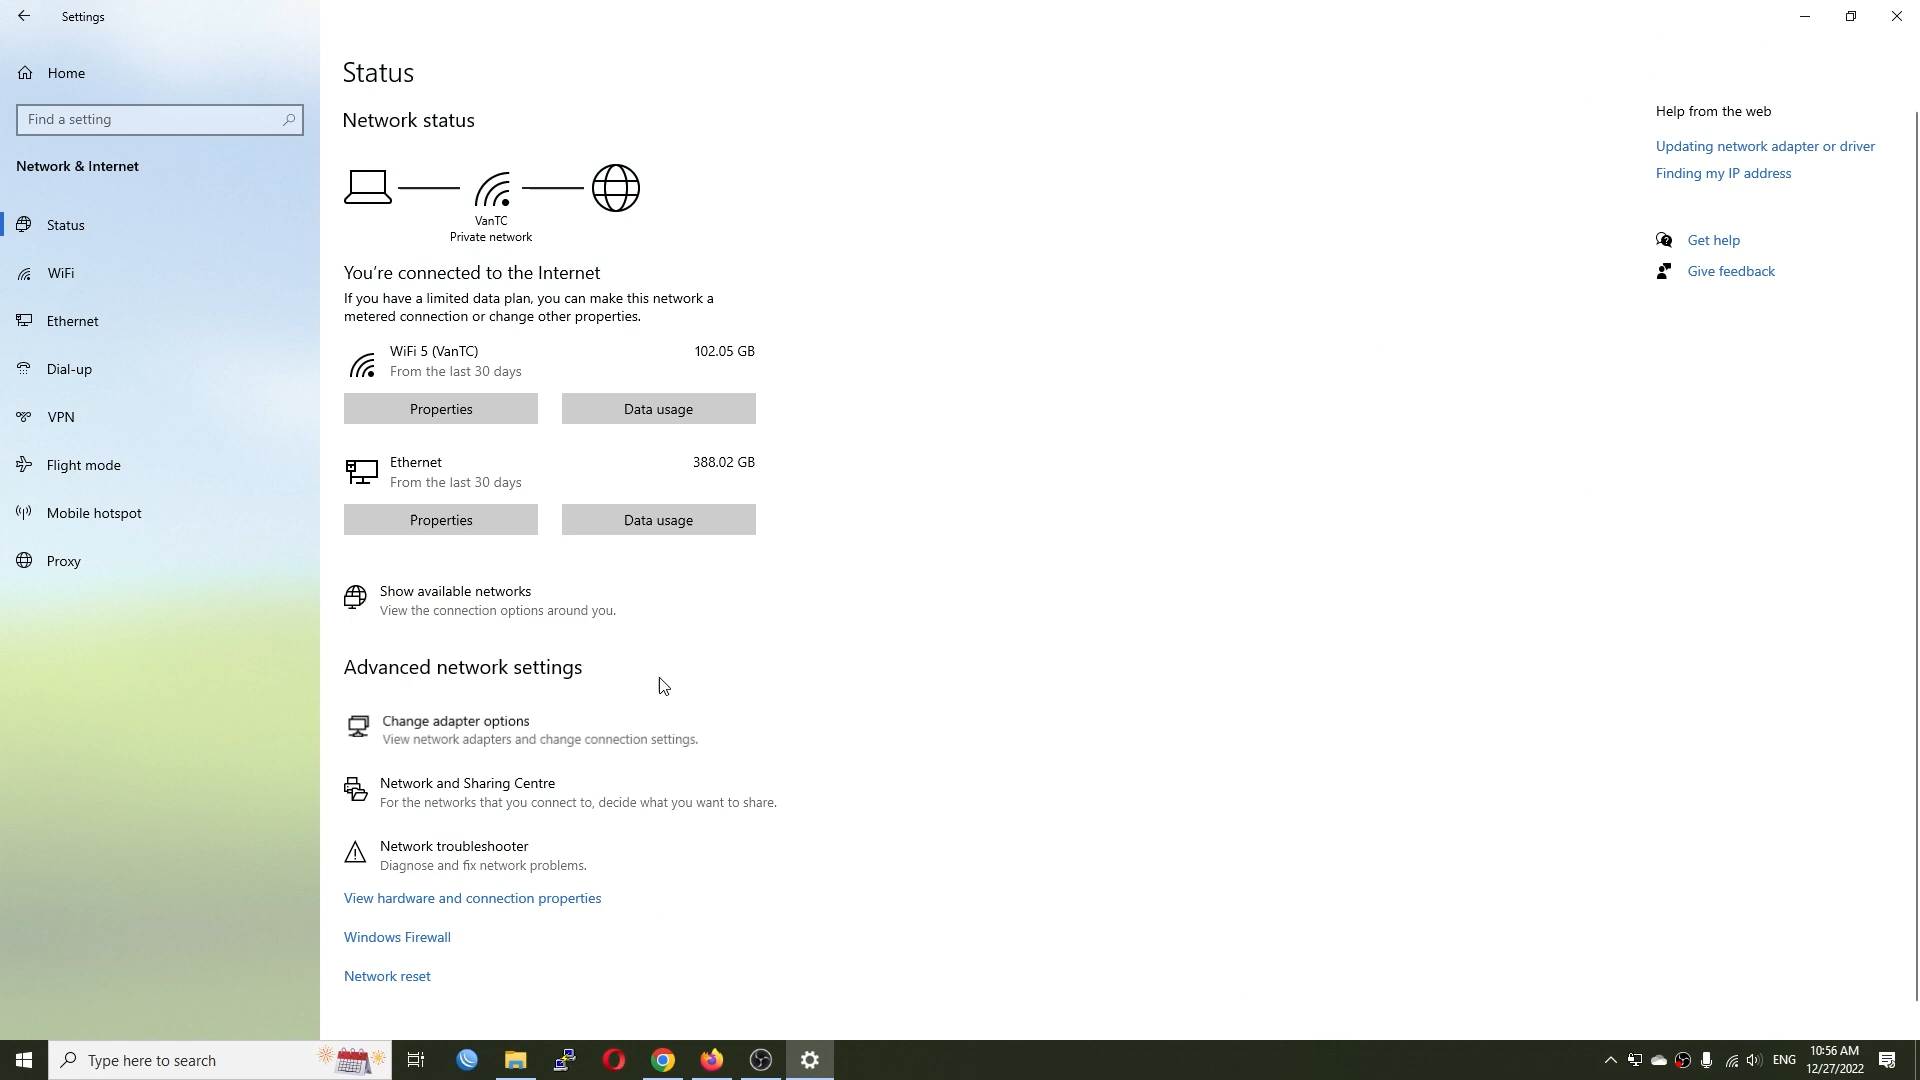 Settings
Home
Find a setting
Network & Internet
Status
WiFi
Ethernet
Dial-up
VPN
Flight mode
Mobile hotspot
Proxy
Status
Network status
VanTC
Private network
You're connected to the Internet
If you have a limited data plan, you can make this network a
metered connection or change other properties.
WiFi 5 (VanTC) 102.05 GB
From the last 30 days
Properties Data usage
Ethernet 388.02 GB
From the last 30 days
Properties Data usage
Show available networks
View the connection options around you.
Advanced network settings
Change adapter options
View network adapters and change connection settings.
Network and Sharing Centre
For the networks that you connect to, decide what you want to share.
Network troubleshooter
Diagnose and fix network problems.
View hardware and connection properties
Windows Firewall
Network reset
Help from the web
Updating network adapter or driver
Finding my IP address
Get help
Give feedback
Type here to search
ENG
10:56 AM
12/27/2022